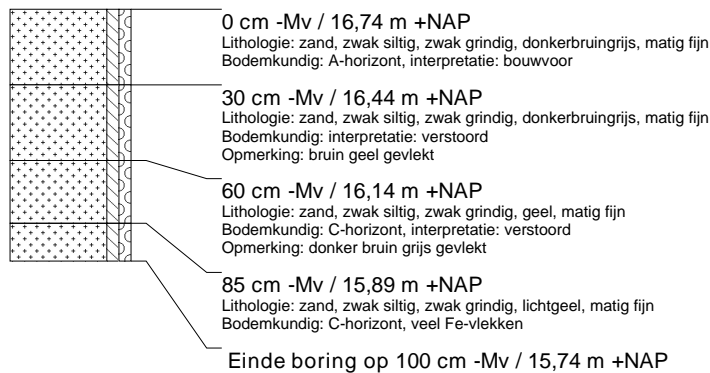 0 cm -Mv / 16,74 m +NAP
Lithologie: zand, zwak siltig, zwak grindig, donkerbruingrijs, matig fijn
Bodemkundig: A-horizont, interpretatie: bouwvoor
30 cm -Mv / 16,44 m +NAP
Lithologie: zand, zwak siltig, zwak grindig, donkerbruingrijs, matig fijn
Bodemkundig: interpretatie: verstoord
Opmerking: bruin geel gevlekt
60 cm -Mv / 16,14 m +NAP
Lithologie: zand, zwak siltig, zwak grindig, geel, matig fijn
Bodemkundig: C-horizont, interpretatie: verstoord
Opmerking: donker bruin grijs gevlekt
85 cm -Mv / 15,89 m +NAP
Lithologie: zand, zwak siltig, zwak grindig, lichtgeel, matig fijn
Bodemkundig: C-horizont, veel Fe-vlekken
Einde boring op 100 cm -Mv / 15,74 m +NAP